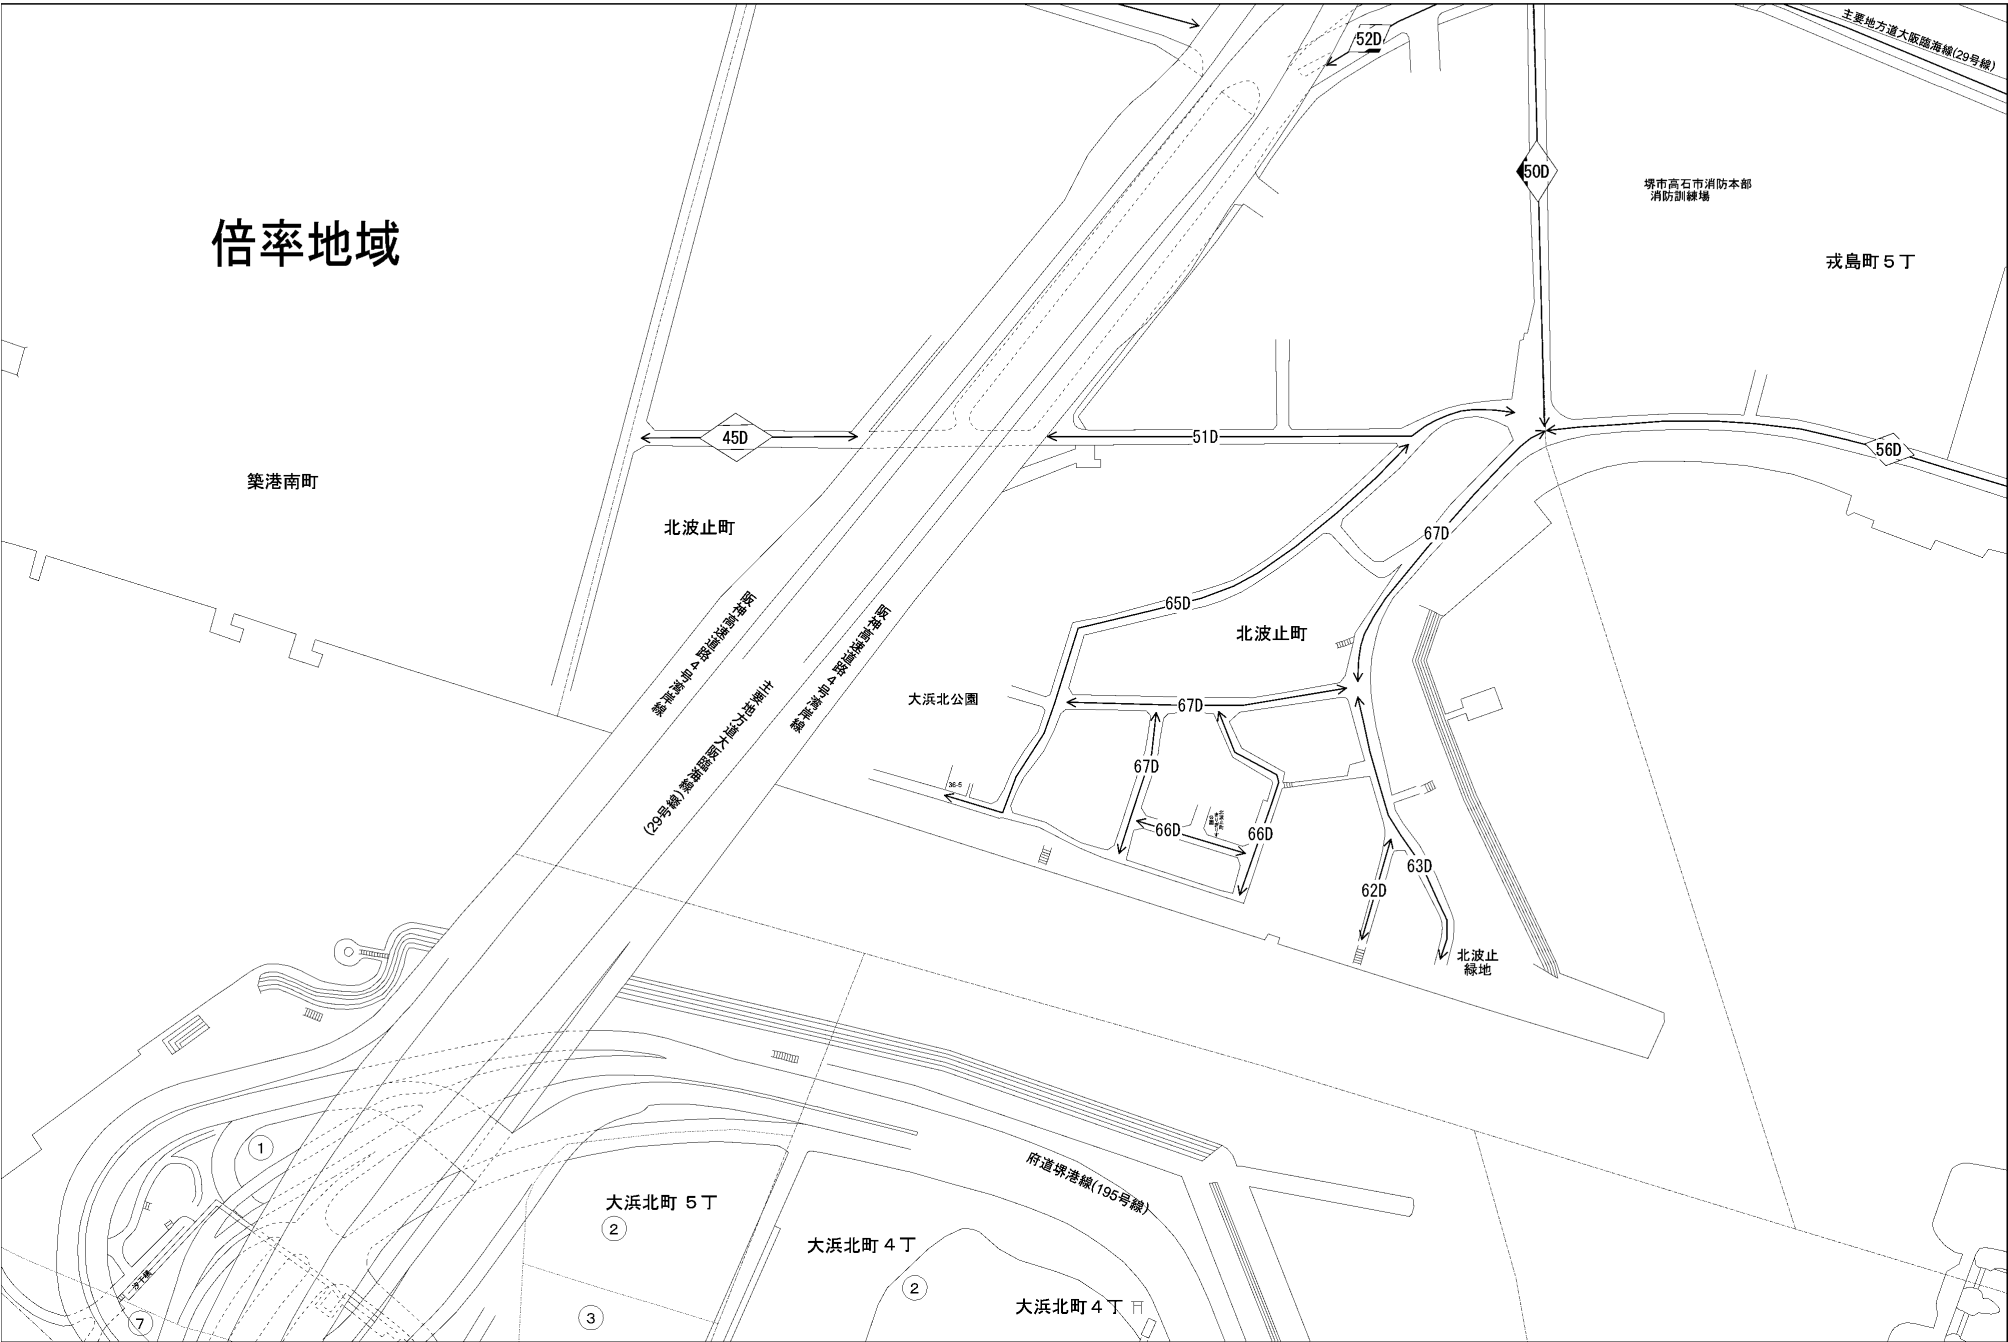 52D
主要地方道大阪臨海線(29号線)
50D
堺市高石市消防本部
消防訓練場
倍率地域
戎島町５丁
45D
51D
56D
築港南町
北波止町
67D
65D
北波止町
阪神高速道路４号湾岸線
阪神高速道路４号湾岸線
主要地方道大阪臨海線
(29号線)
大浜北公園
67D
67D
36-5
66D
66D
63D
62D
北波止
緑地
1
府道堺港線(195号線)
大浜北町 ５丁
2
大浜北町４丁
2
大浜北町４丁
3
7